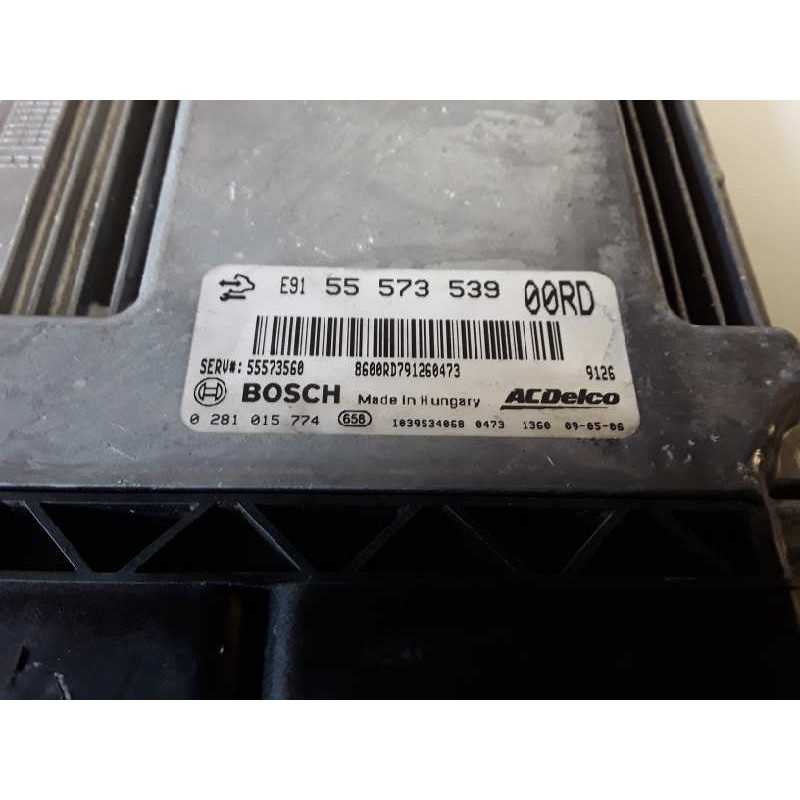 E91 55 573 539 00RD
SERV#: 55573560 8600RD791260473 9126
BOSCH Made in Hungary ACDelco
0 281 015 774 658 1039S34068 0473 1360 09-05-06